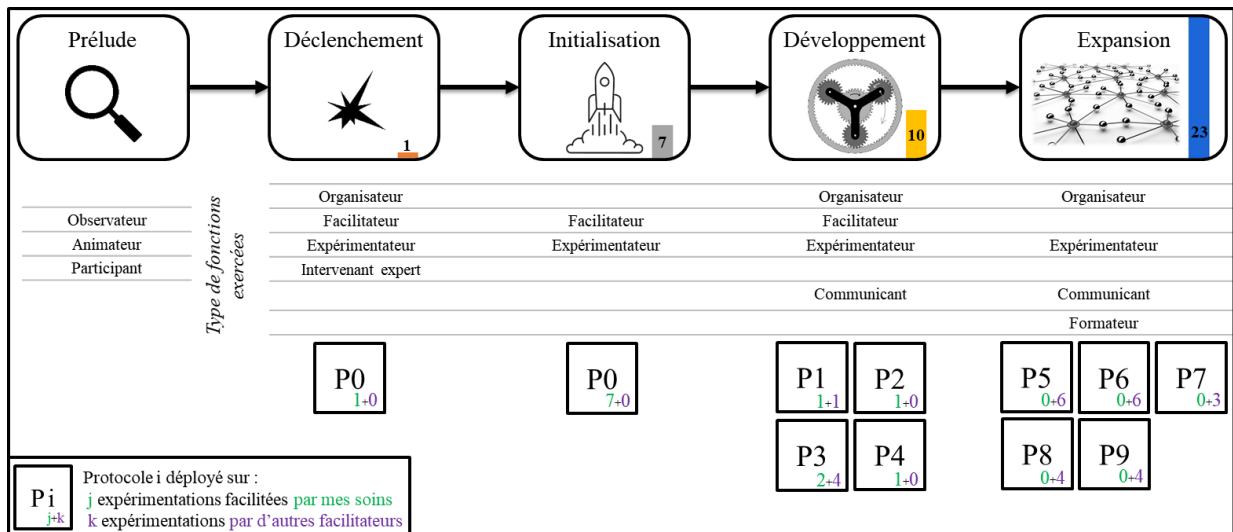 Prélude
Déclenchement
Initialisation
Développement
Expansion
1
7
10
23
Type de fonctions
exercées
Observateur
Animateur
Participant
Organisateur
Facilitateur
Expérimentateur
Intervenant expert
Facilitateur
Expérimentateur
Organisateur
Facilitateur
Expérimentateur
Communicant
Organisateur
Expérimentateur
Communicant
Formateur
P0
1+0
P0
7+0
P1
1+1
P2
1+0
P3
2+4
P4
1+0
P5
0+6
P6
0+6
P7
0+3
P8
0+4
P9
0+4
Pi
j+k
Protocole i déployé sur :
j expérimentations facilitées par mes soins
k expérimentations par d'autres facilitateurs